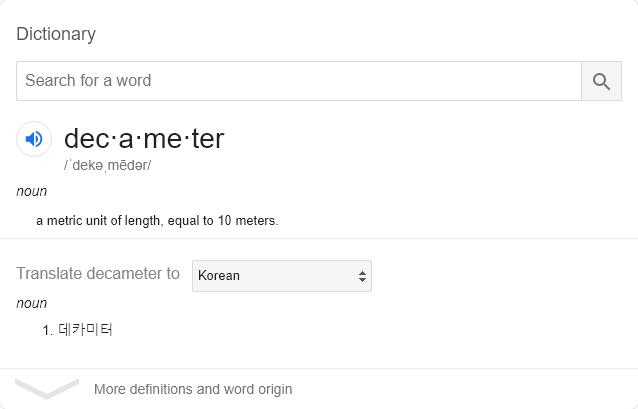 Dictionary
Search for a word
dec·a·me·ter
/ˈdekəˌmēdər/
noun
a metric unit of length, equal to 10 meters.
Translate decameter to Korean
noun
1. 데카미터
More definitions and word origin